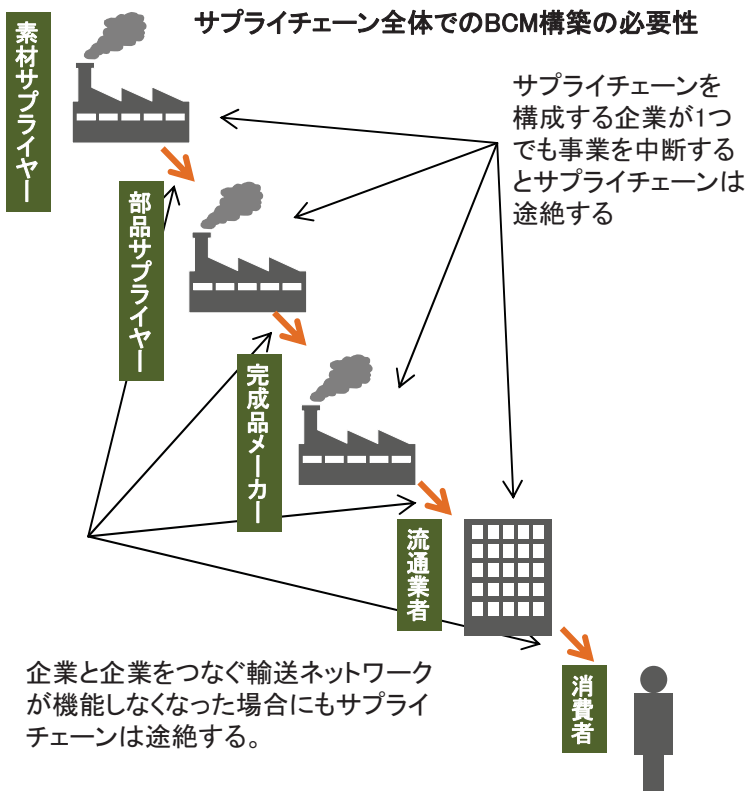 サプライチェーン全体でのBCM構築の必要性
素材サプライヤー
サプライチェーンを
構成する企業が1つ
でも事業を中断する
とサプライチェーンは
途絶する
部品サプライヤー
完成品メーカー
流通業者
企業と企業をつなぐ輸送ネットワーク
が機能しなくなった場合にもサプライ
チェーンは途絶する。
消費者